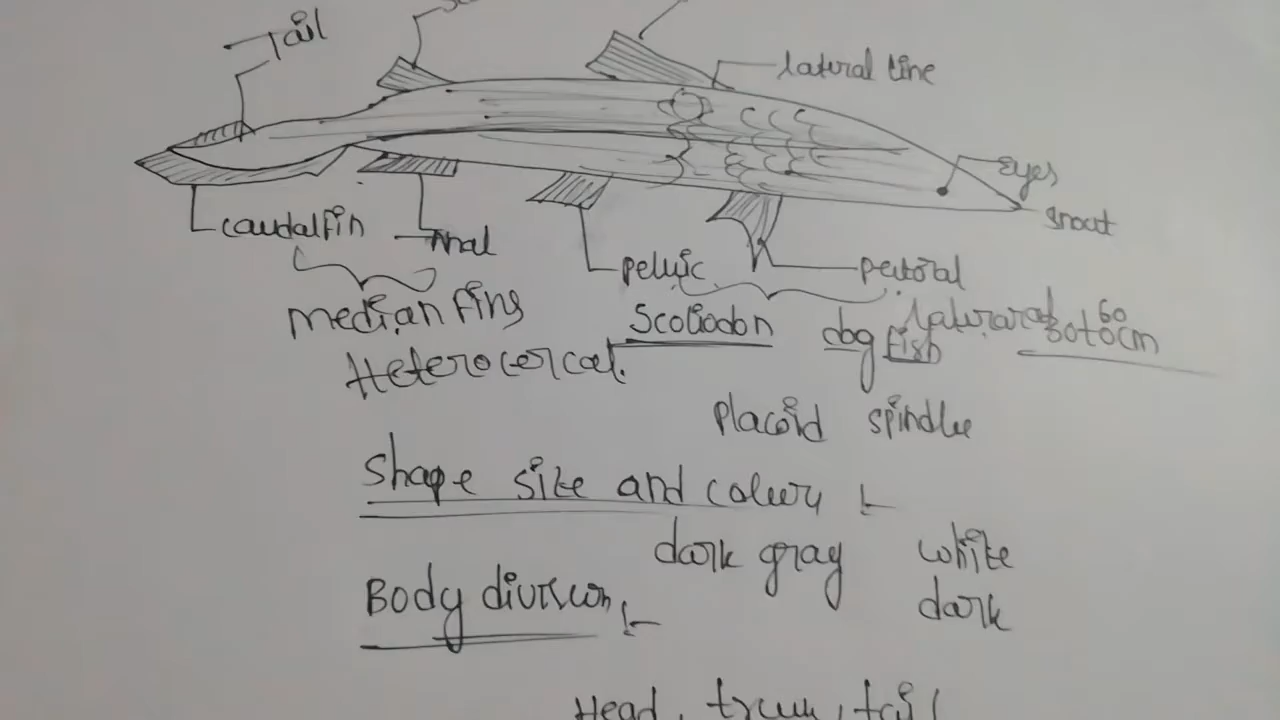 Tail
lateral line
Eyes
snout
caudalfin
Anal
pelvic
pectoral
median fins
Scoliodon
dog fish
60
Heterocercal.
placoid spindle
shape size and colour :-
dark gray white
dark
Body division :-
Head, trunk, tail